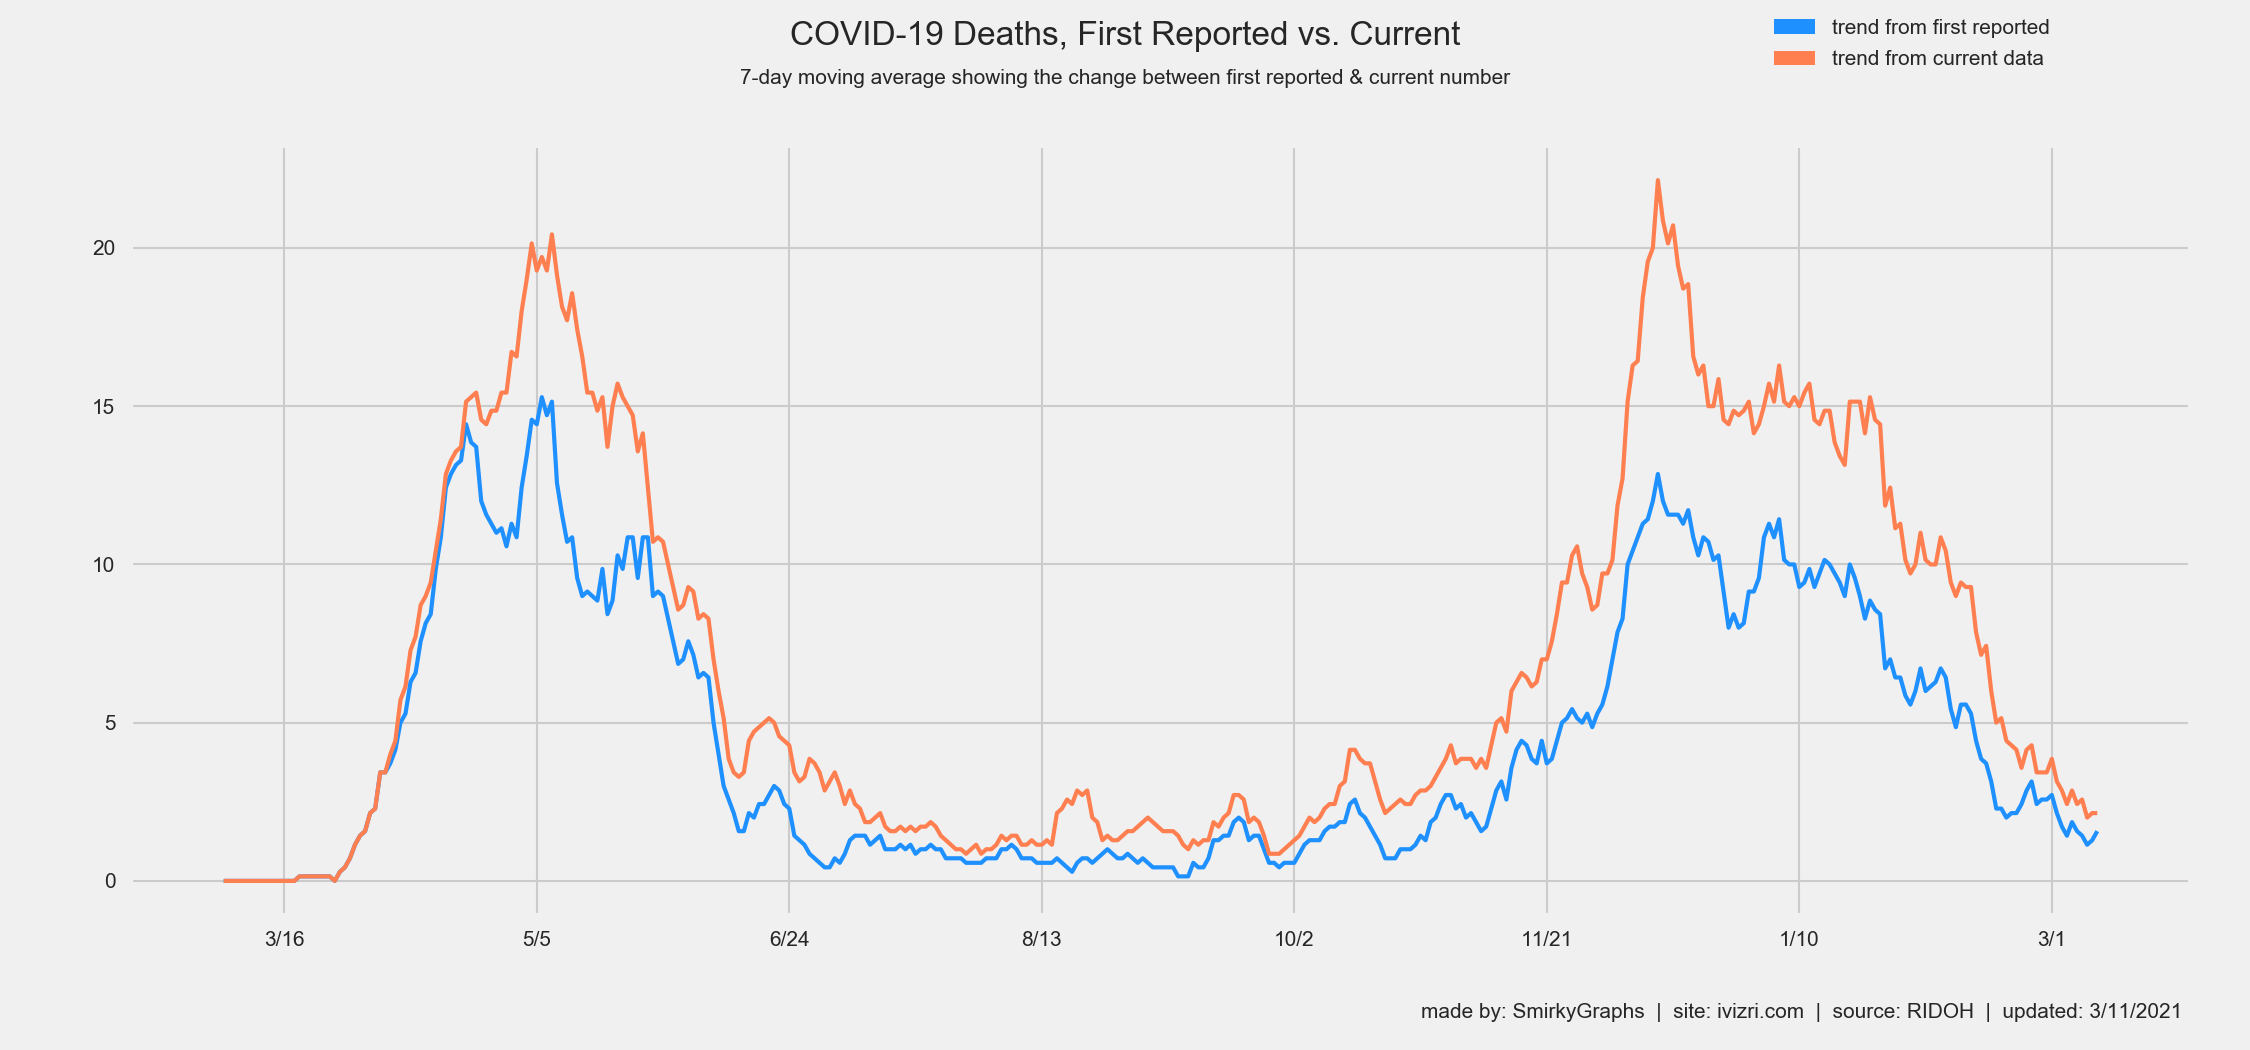 COVID-19 Deaths, First Reported vs. Current
7-day moving average showing the change between first reported & current number
trend from first reported
trend from current data
20
15
10
5
0
3/16 5/5 6/24 8/13 10/2 11/21 1/10 3/1
made by: SmirkyGraphs | site: ivizri.com | source: RIDOH | updated: 3/11/2021